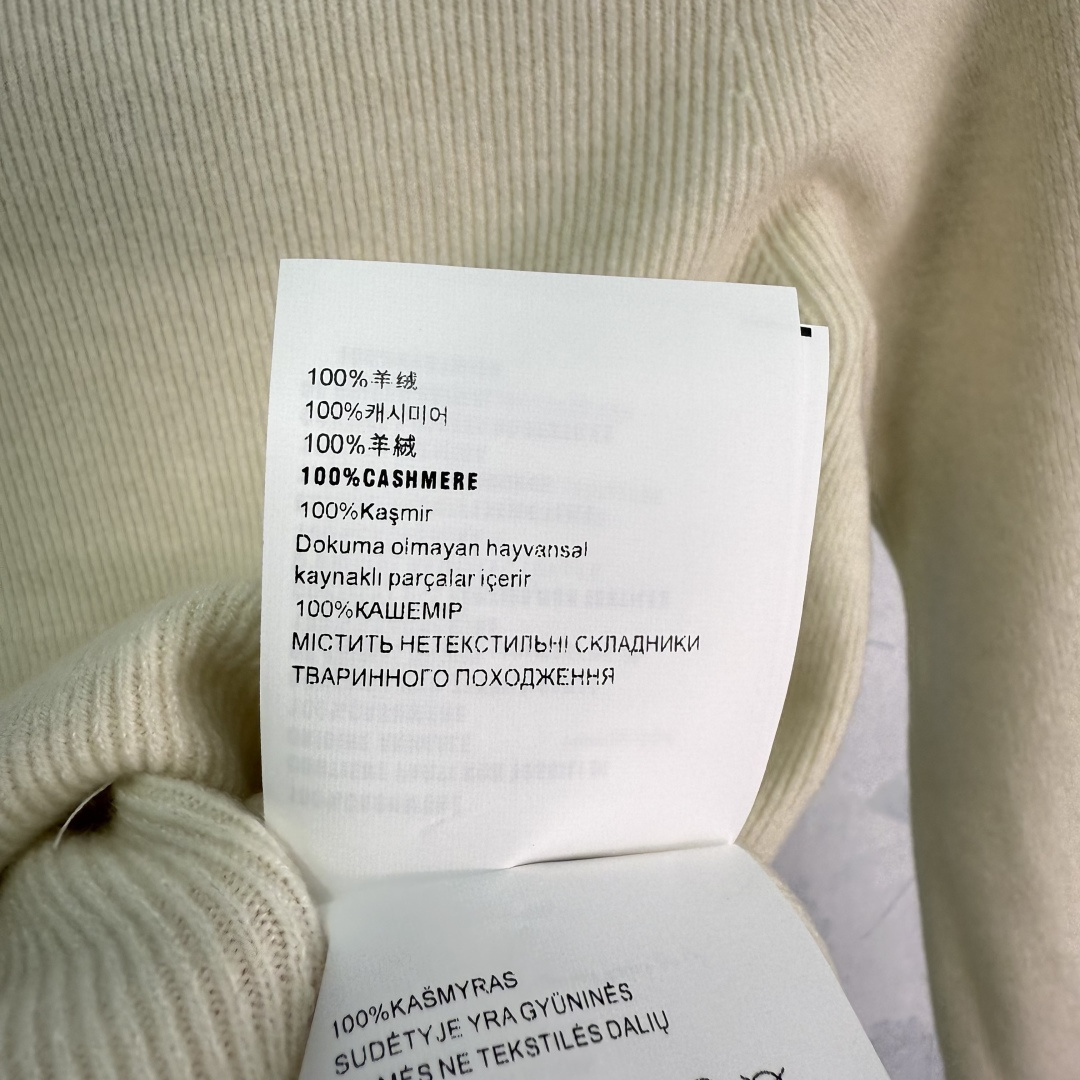 100%羊绒
100%캐시미어
100%羊絨
100%CASHMERE
100%Kaşmir
Dokuma olmayan hayvansal
kaynaklı parçalar içerir
100%КАШЕМІР
МІСТИТЬ НЕТЕКСТИЛЬНІ СКЛАДНИКИ
ТВАРИННОГО ПОХОДЖЕННЯ
100%KAŠMYRAS
SUDĖTYJE YRA GYŪNINĖS
NE TEKSTILĖS DALIŲ